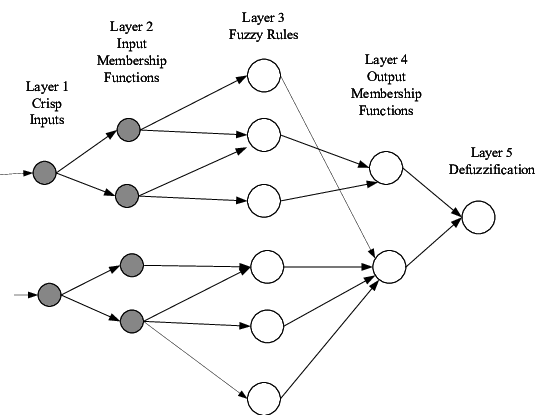 Layer 1
Crisp
Inputs
Layer 2
Input
Membership
Functions
Layer 3
Fuzzy Rules
Layer 4
Output
Membership
Functions
Layer 5
Defuzzification